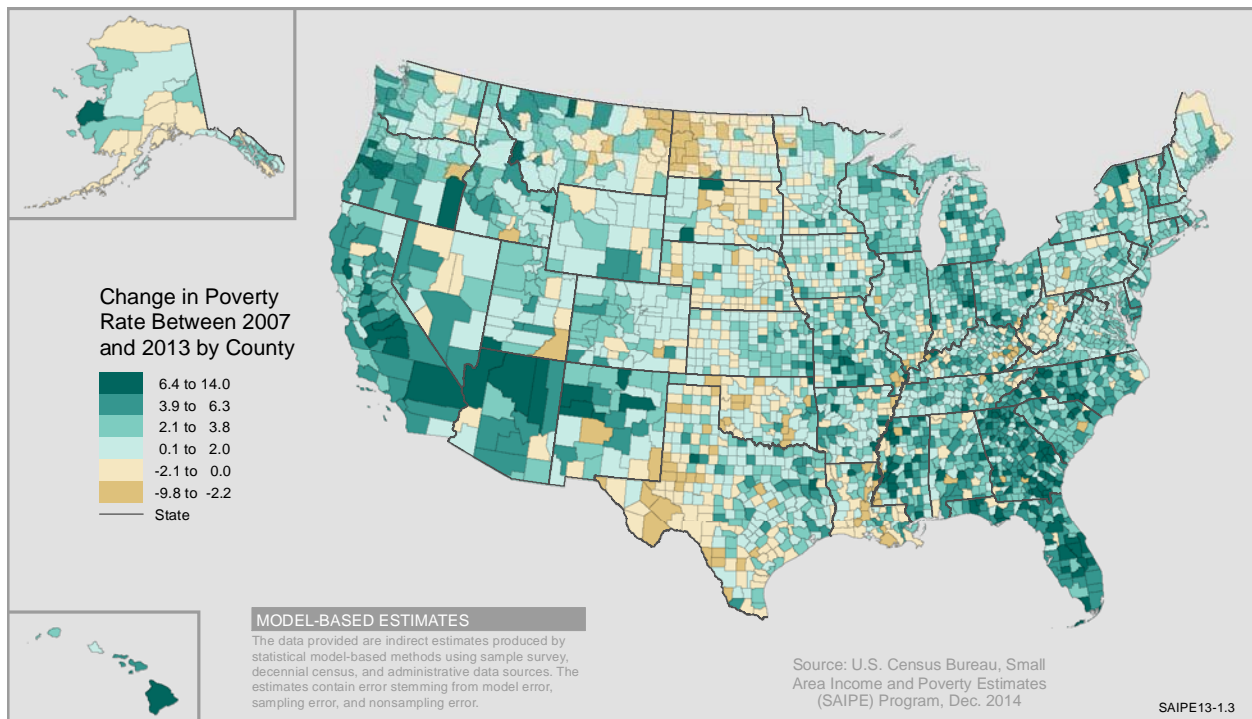 Change in Poverty
Rate Between 2007
and 2013 by County
6.4 to 14.0
3.9 to 6.3
2.1 to 3.8
0.1 to 2.0
-2.1 to 0.0
-9.8 to -2.2
State
MODEL-BASED ESTIMATES
The data provided are indirect estimates produced by
statistical model-based methods using sample survey,
decennial census, and administrative data sources. The
estimates contain error stemming from model error,
sampling error, and nonsampling error.
Source: U.S. Census Bureau, Small
Area Income and Poverty Estimates
(SAIPE) Program, Dec. 2014
SAIPE13-1.3